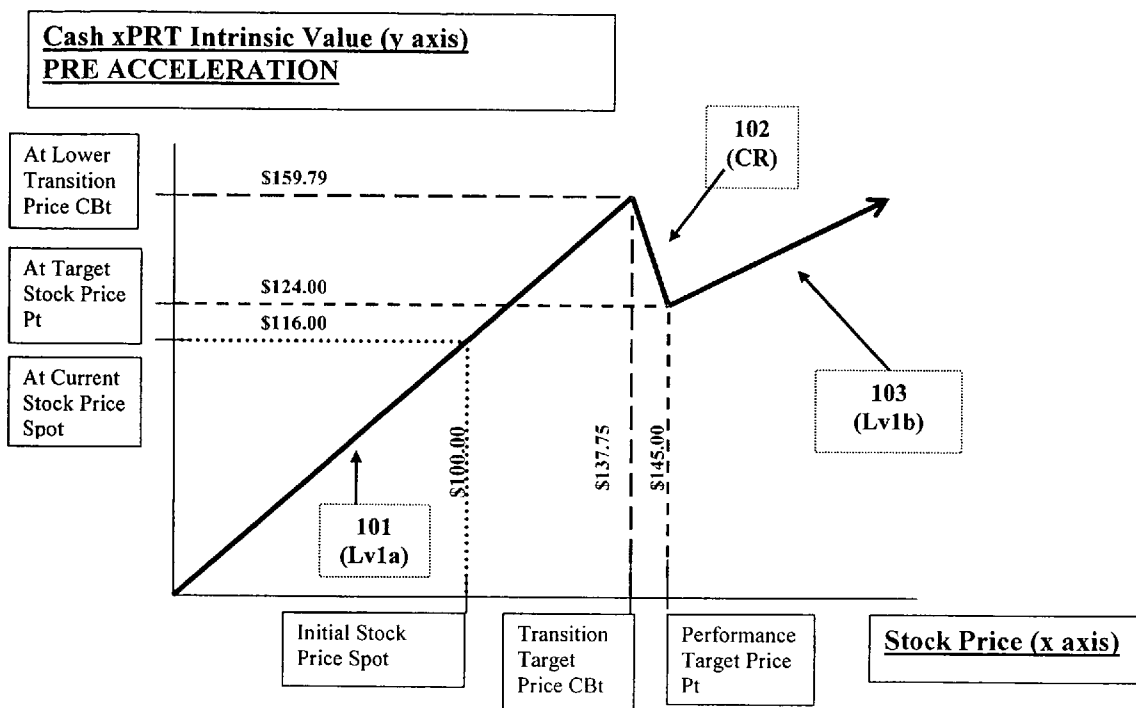 Cash xPRT Intrinsic Value (y axis)
PRE ACCELERATION
102
(CR)
At Lower
Transition
Price CBt
$159.79
At Target
Stock Price
Pt
$124.00
$116.00
At Current
Stock Price
Spot
103
(Lv1b)
$100.00
$137.75
$145.00
101
(Lv1a)
Initial Stock
Price Spot
Transition
Target
Price CBt
Performance
Target Price
Pt
Stock Price (x axis)